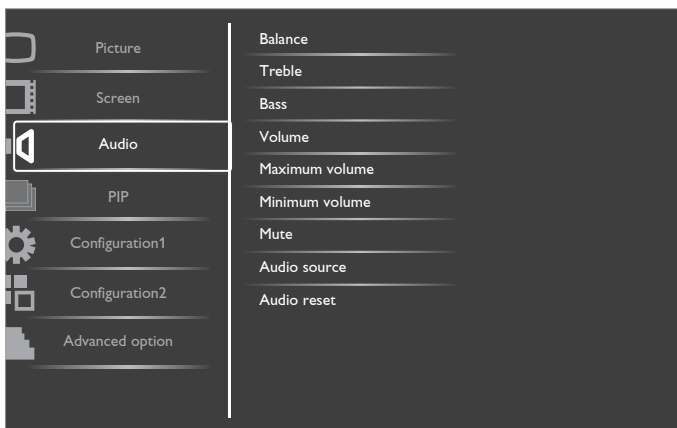 Picture
Screen
Audio
PIP
Configuration1
Configuration2
Advanced option
Balance
Treble
Bass
Volume
Maximum volume
Minimum volume
Mute
Audio source
Audio reset